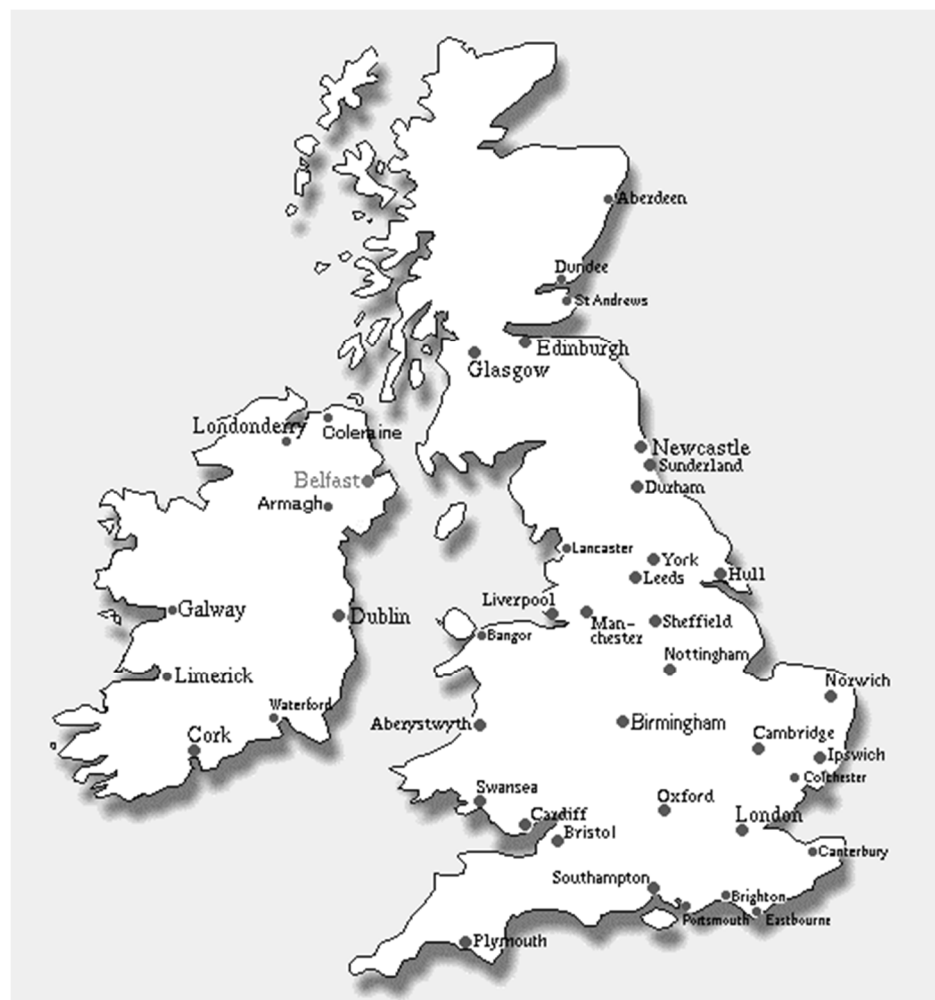 Aberdeen
Dundee
St Andrews
Edinburgh
Glasgow
Londonderry
Coleraine
Newcastle
Sunderland
Belfast
Durham
Armagh
Lancaster
York
Hull
Leeds
Liverpool
Galway
Dublin
Man-
chester
Sheffield
Bangor
Nottingham
Limerick
Norwich
Waterford
Aberystwyth
Birmingham
Cork
Cambridge
Ipswich
Colchester
Swansea
Oxford
Cardiff
London
Bristol
Canterbury
Southampton
Brighton
Portsmouth
Eastbourne
Plymouth